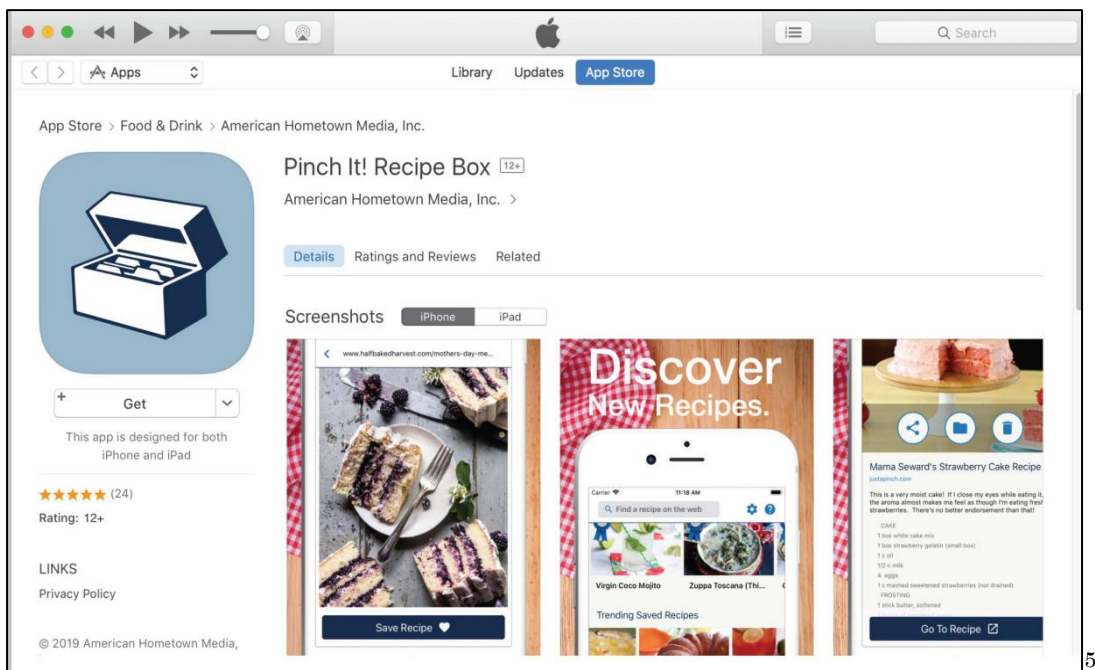 Search
Apps
Library Updates App Store
App Store > Food & Drink > American Hometown Media, Inc.
Pinch It! Recipe Box 12+
American Hometown Media, Inc. >
Details Ratings and Reviews Related
Screenshots iPhone iPad
www.halfbakedharvest.com/mothers-day-me...
Save Recipe
Discover
New Recipes.
Carrier 11:18 AM
Find a recipe on the web
Virgin Coco Mojito Zuppa Toscana (Thi...
Trending Saved Recipes
Mama Seward's Strawberry Cake Recipe
justapinch.com
This is a very moist cake! If I close my eyes while eating it,
the aroma almost makes me feel as though I'm eating fresh
strawberries. There's no better endorsement than that!
CAKE
1 box white cake mix
1 box strawberry gelatin (small box)
1 c oil
1/2 c milk
4 eggs
1 c mashed sweetened strawberries (not drained)
FROSTING
1 stick butter, softened
Go To Recipe
+ Get
This app is designed for both
iPhone and iPad
★★★★★ (24)
Rating: 12+
LINKS
Privacy Policy
© 2019 American Hometown Media,
5